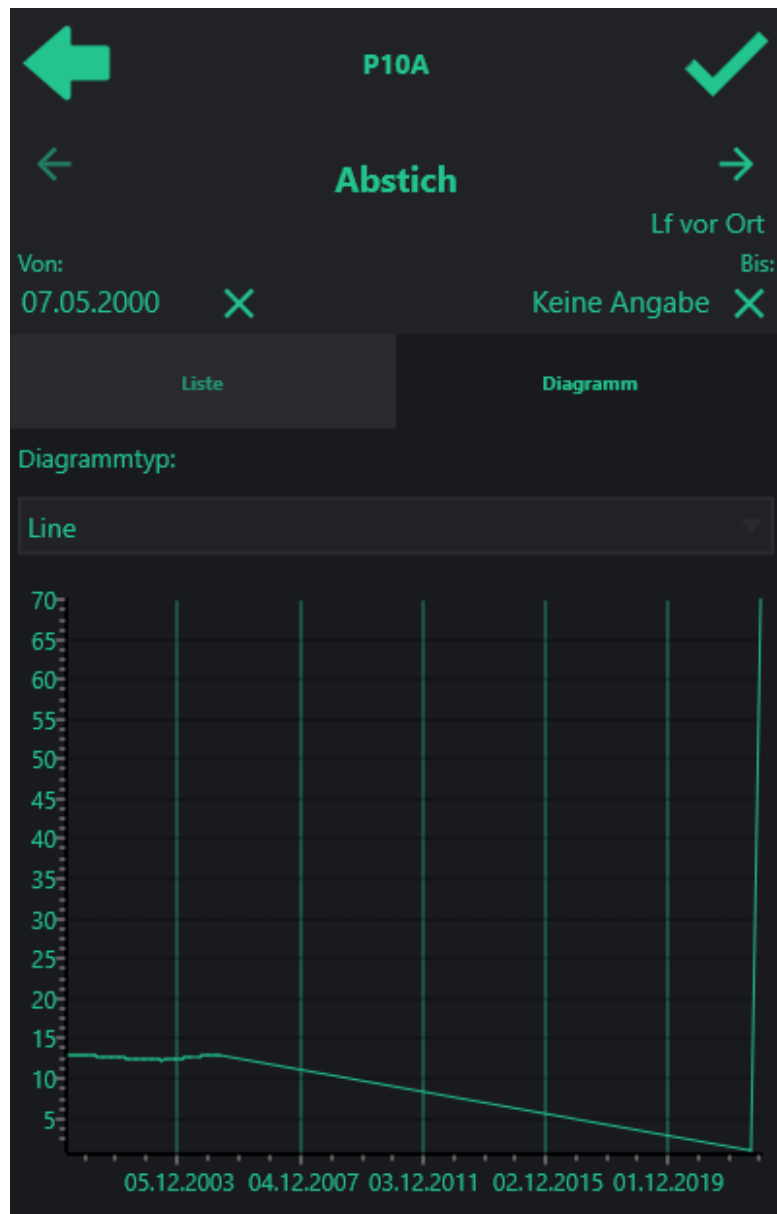 P10A
Abstich
Lf vor Ort
Von:
Bis:
07.05.2000
Keine Angabe
Liste
Diagramm
Diagrammtyp:
Line
70
65
60
55
50
45
40
35
30
25
20
15
10
5
05.12.2003 04.12.2007 03.12.2011 02.12.2015 01.12.2019